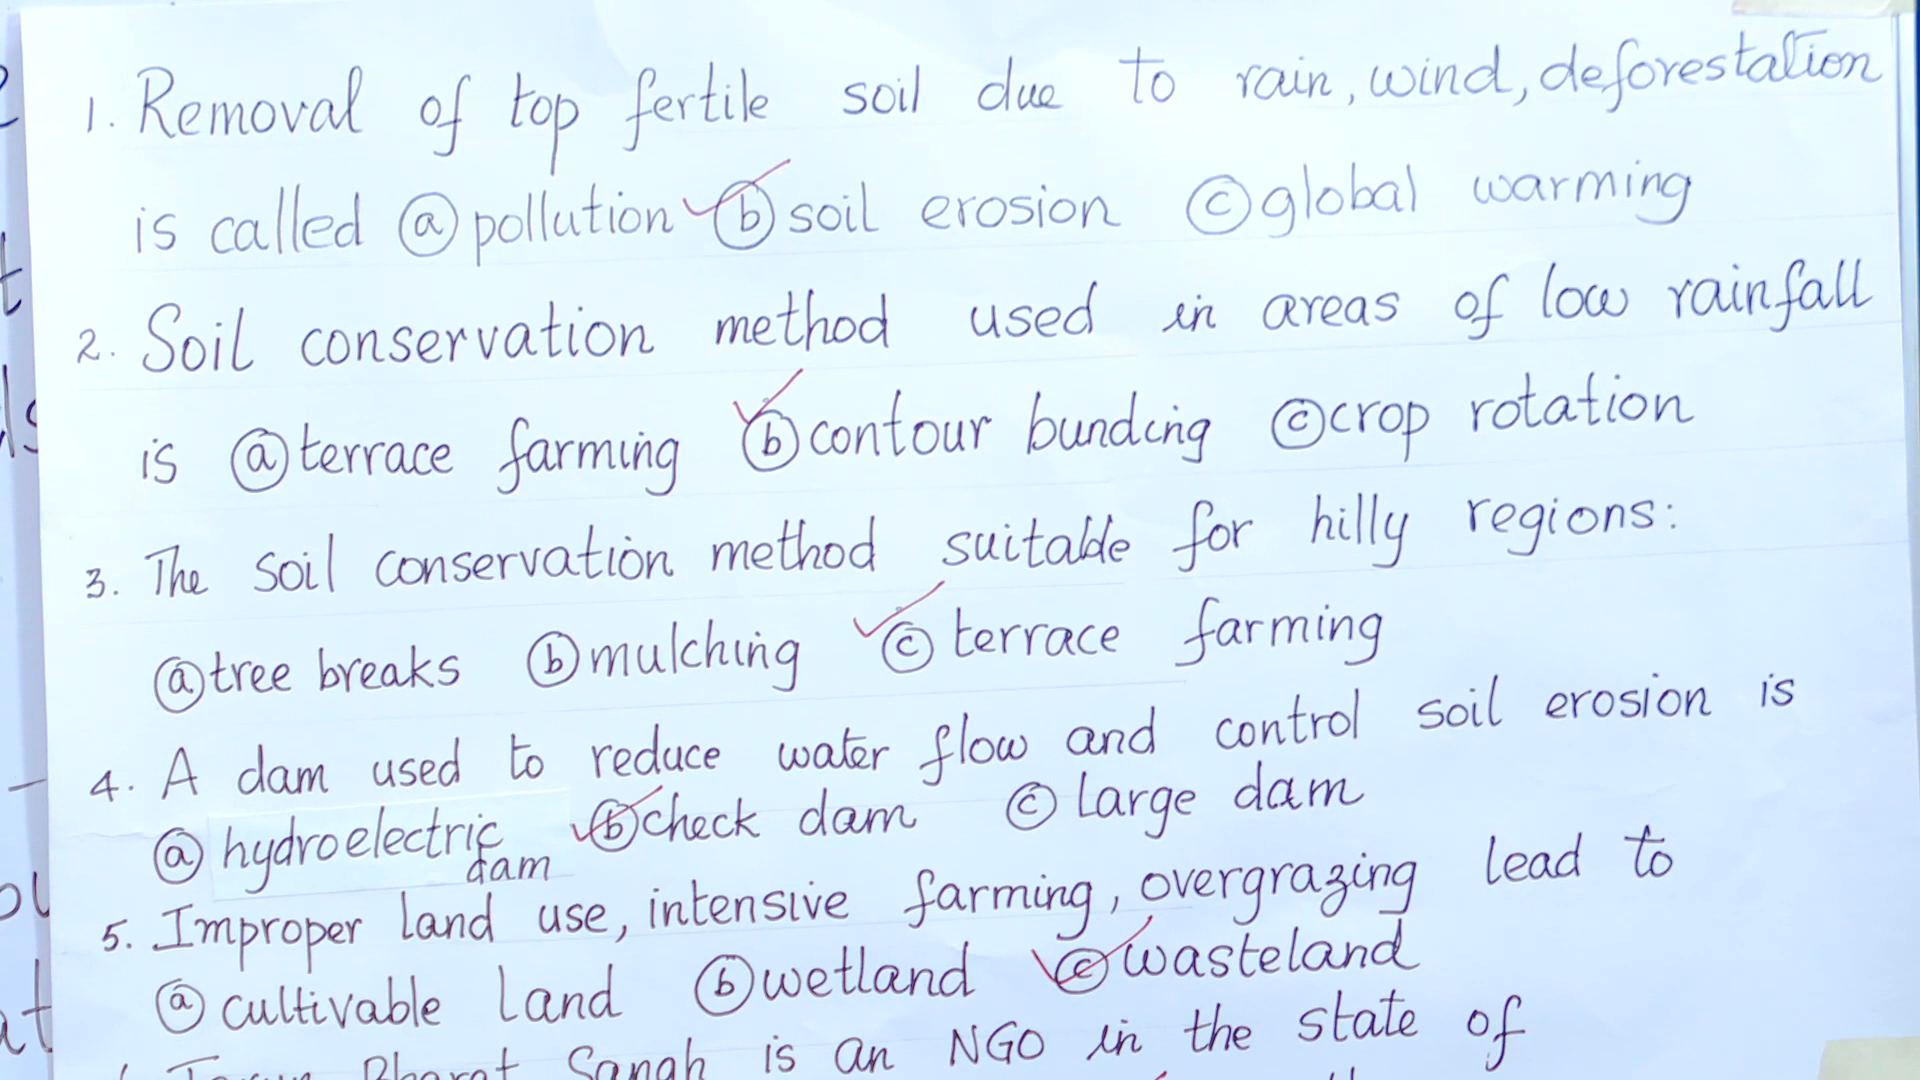 1. Removal of top fertile soil due to rain, wind, deforestation
is called ⓐ pollution ⓑ soil erosion ⓒ global warming
2. Soil conservation method used in areas of low rainfall
is ⓐ terrace farming ⓑ contour bunding ⓒ crop rotation
3. The soil conservation method suitable for hilly regions:
ⓐ tree breaks ⓑ mulching ⓒ terrace farming
4. A dam used to reduce water flow and control soil erosion is
ⓐ hydroelectric dam ⓑ check dam ⓒ large dam
5. Improper land use, intensive farming, overgrazing lead to
ⓐ cultivable land ⓑ wetland ⓒ wasteland
Bharat Sangh is an NGO in the state of